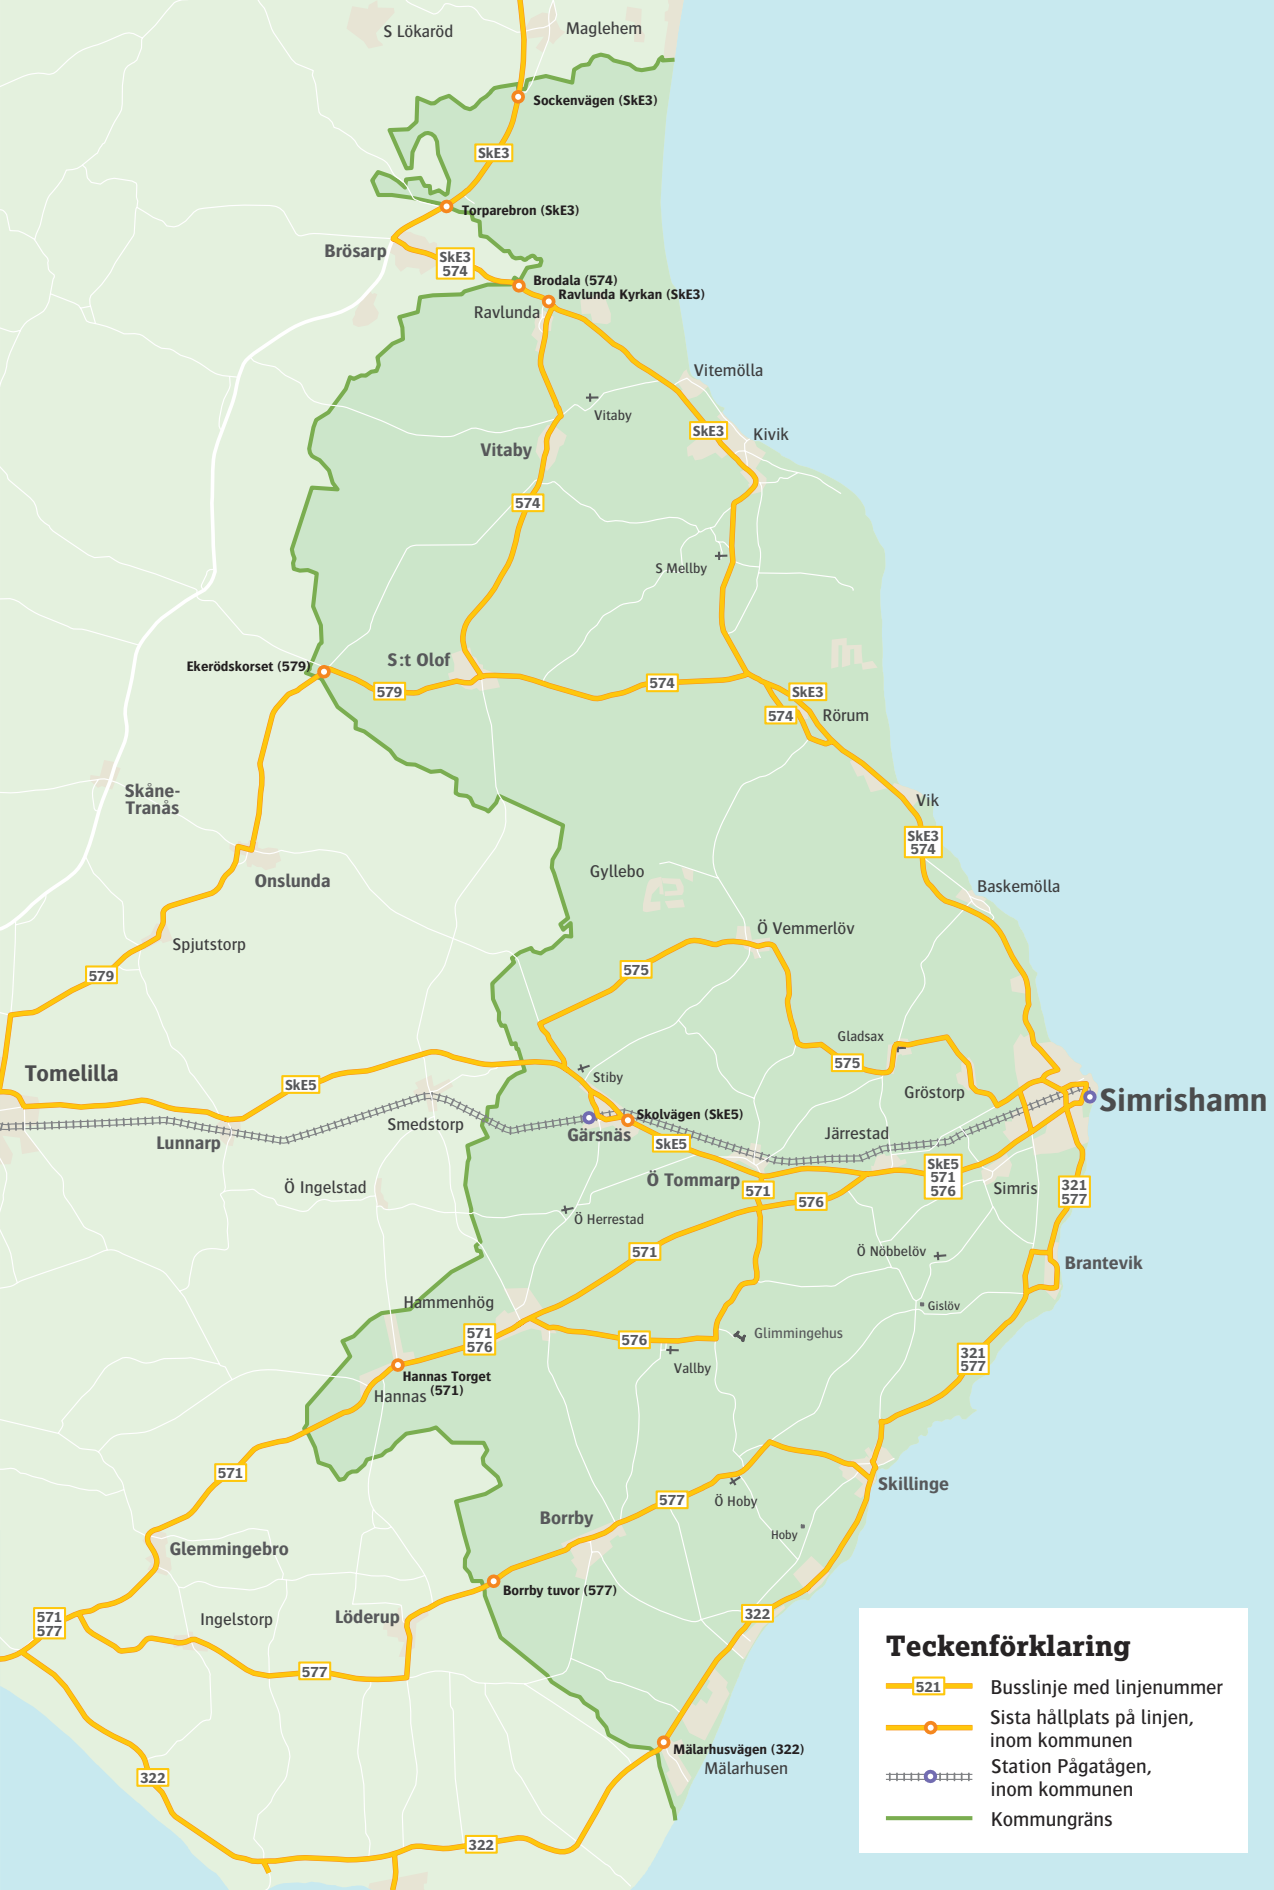 S Lökaröd
Maglehem
Sockenvägen (SkE3)
SkE3
Torparebron (SkE3)
Brösarp
SkE3
574
Brodala (574)
Ravlunda Kyrkan (SkE3)
Ravlunda
Vitemölla
Vitaby
SkE3
Kivik
Vitaby
574
S Mellby
Ekerödskorset (579)
S:t Olof
579
574
SkE3
574
Rörum
Skåne-
Tranås
Vik
SkE3
574
Gyllebo
Onslunda
Baskemölla
Ö Vemmerlöv
Spjutstorp
575
579
Gladsax
575
Tomelilla
SkE5
Stiby
Gröstorp
Simrishamn
Skolvägen (SkE5)
Smedstorp
Gärsnäs
Järrestad
Lunnarp
SkE5
Ö Tommarp
SkE5
571
576
Ö Ingelstad
571
576
Simris
321
577
Ö Herrestad
571
Ö Nöbbelöv
Brantevik
Hammenhög
Gislöv
571
576
576
Glimmingehus
Vallby
321
577
Hannas Torget
(571)
Hannas
571
Skillinge
577
Ö Hoby
Borrby
Hoby
Glemmingebro
Borrby tuvor (577)
571
577
Ingelstorp
Löderup
322
577
Mälarhusvägen (322)
Mälarhusen
322
322
Teckenförklaring
521
Busslinje med linjenummer
Sista hållplats på linjen,
inom kommunen
Station Pågatågen,
inom kommunen
Kommungräns